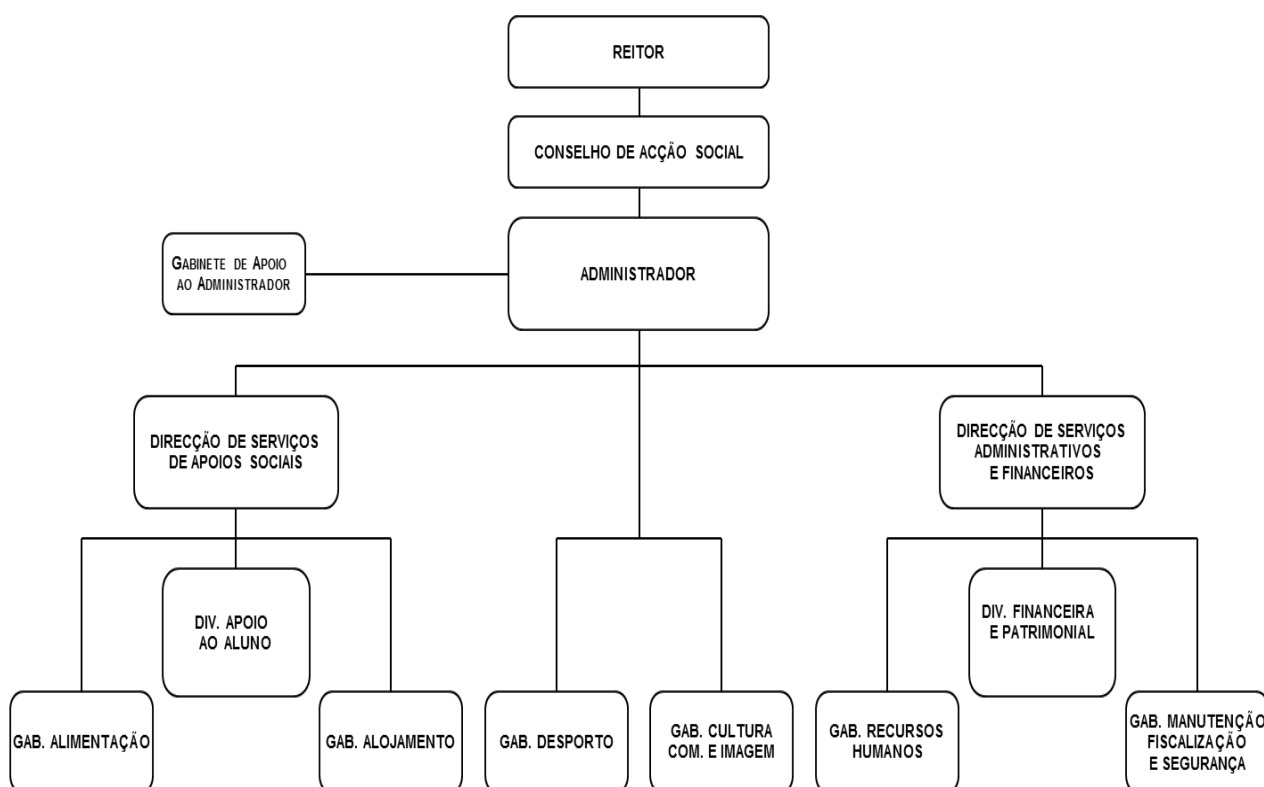 REITOR
CONSELHO DE ACÇÃO SOCIAL
GABINETE DE APOIO
AO ADMINISTRADOR
ADMINISTRADOR
DIRECÇÃO DE SERVIÇOS
DE APOIOS SOCIAIS
DIRECÇÃO DE SERVIÇOS
ADMINISTRATIVOS
E FINANCEIROS
DIV. APOIO
AO ALUNO
DIV. FINANCEIRA
E PATRIMONIAL
GAB. ALIMENTAÇÃO
GAB. ALOJAMENTO
GAB. DESPORTO
GAB. CULTURA
COM. E IMAGEM
GAB. RECURSOS
HUMANOS
GAB. MANUTENÇÃO
FISCALIZAÇÃO
E SEGURANÇA